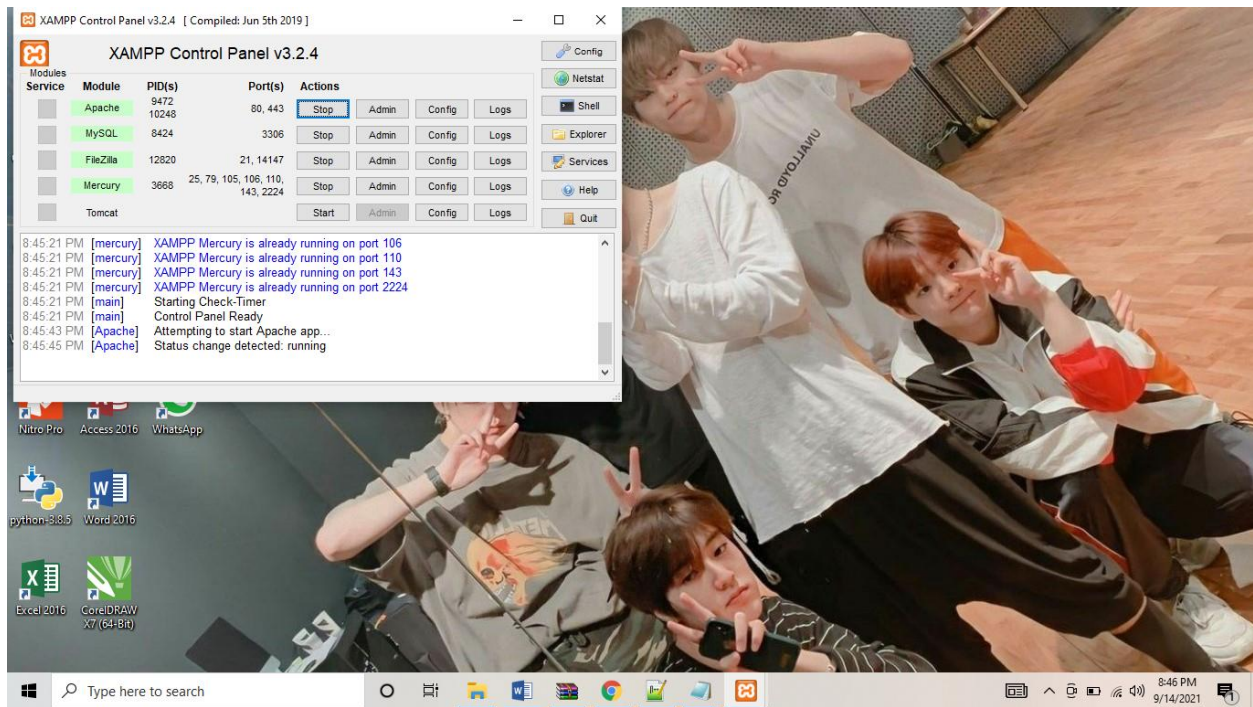 XAMPP Control Panel v3.2.4 [ Compiled: Jun 5th 2019 ]
XAMPP Control Panel v3.2.4
Modules
Service Module PID(s) Port(s) Actions
Apache 9472 10248 80, 443 Stop Admin Config Logs
MySQL 8424 3306 Stop Admin Config Logs
FileZilla 12820 21, 14147 Stop Admin Config Logs
Mercury 3668 25, 79, 105, 106, 110, 143, 2224 Stop Admin Config Logs
Tomcat Start Admin Config Logs
Config
Netstat
Shell
Explorer
Services
Help
Quit
8:45:21 PM [mercury] XAMPP Mercury is already running on port 106
8:45:21 PM [mercury] XAMPP Mercury is already running on port 110
8:45:21 PM [mercury] XAMPP Mercury is already running on port 143
8:45:21 PM [mercury] XAMPP Mercury is already running on port 2224
8:45:21 PM [main] Starting Check-Timer
8:45:21 PM [main] Control Panel Ready
8:45:43 PM [Apache] Attempting to start Apache app...
8:45:45 PM [Apache] Status change detected: running
Nitro Pro Access 2016 WhatsApp
python-3.8.5 Word 2016
Excel 2016 CorelDRAW
X7 (64-Bit)
Type here to search
8:46 PM
9/14/2021